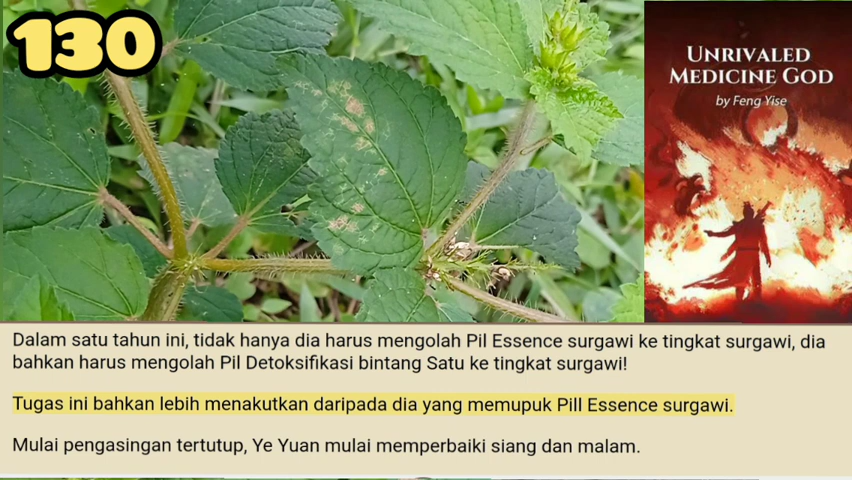 130
UNRIVALED
MEDICINE GOD
by Feng Yise
Dalam satu tahun ini, tidak hanya dia harus mengolah Pil Essence surgawi ke tingkat surgawi, dia
bahkan harus mengolah Pil Detoksifikasi bintang Satu ke tingkat surgawi!
Tugas ini bahkan lebih menakutkan daripada dia yang memupuk Pill Essence surgawi.
Mulai pengasingan tertutup, Ye Yuan mulai memperbaiki siang dan malam.